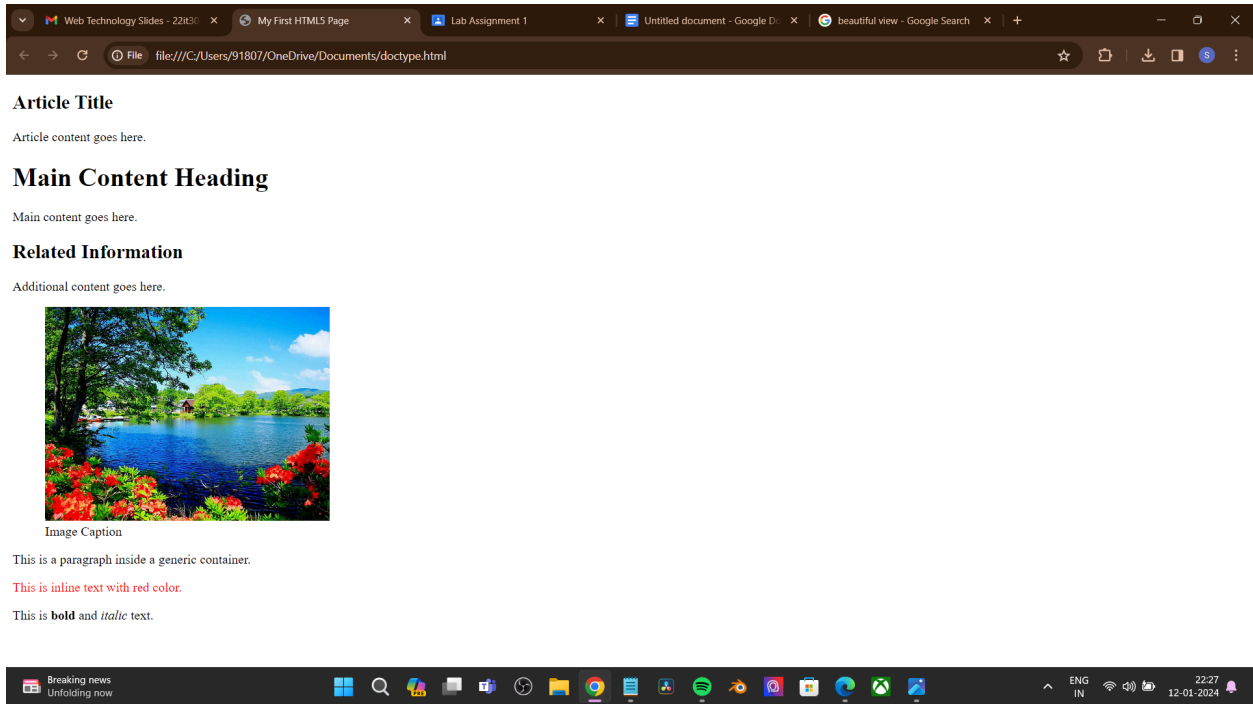 Web Technology Slides - 22it30
My First HTML5 Page
Lab Assignment 1
Untitled document - Google Do
beautiful view - Google Search
File file:///C:/Users/91807/OneDrive/Documents/doctype.html
S
Article Title
Article content goes here.
Main Content Heading
Main content goes here.
Related Information
Additional content goes here.
Image Caption
This is a paragraph inside a generic container.
This is inline text with red color.
This is bold and italic text.
Breaking news
Unfolding now
PRE
ENG
IN
22:27
12-01-2024